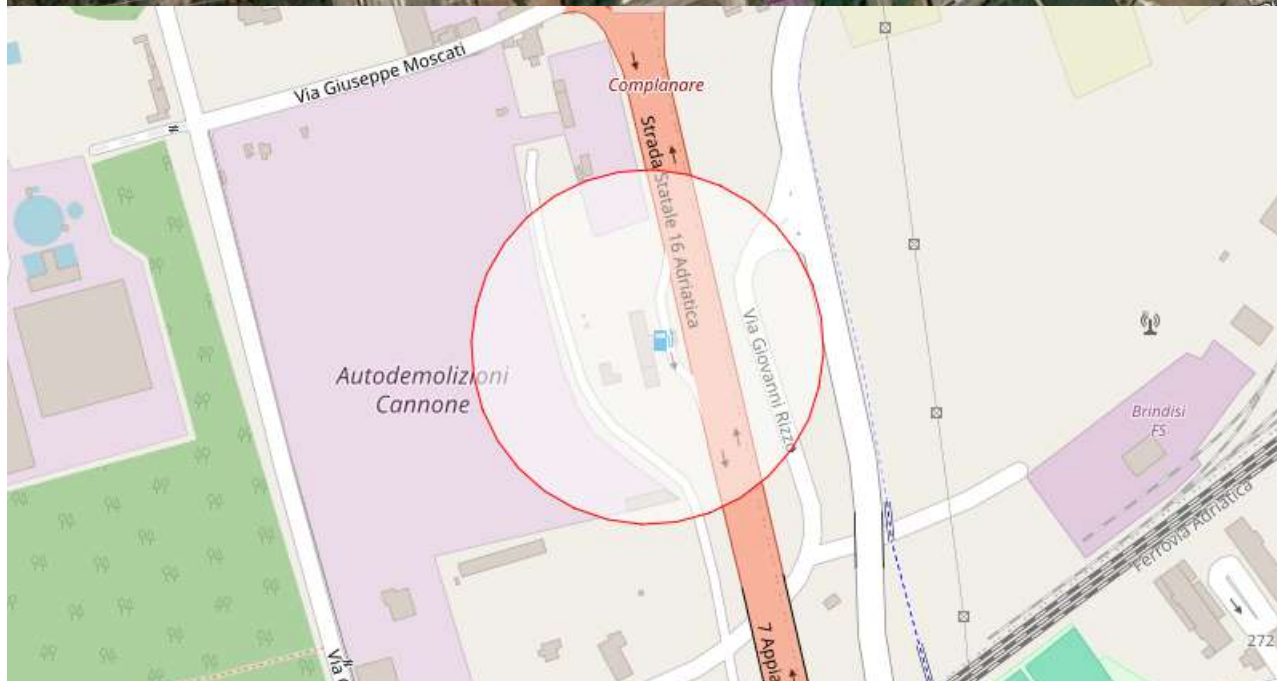 Via Giuseppe Moscati
Complanare
Strada Statale 16 Adriatica
Autodemolizioni
Cannone
Via Giovanni Rizzo
Brindisi
FS
Ferrovia Adriatica
7 Appia
Via
272